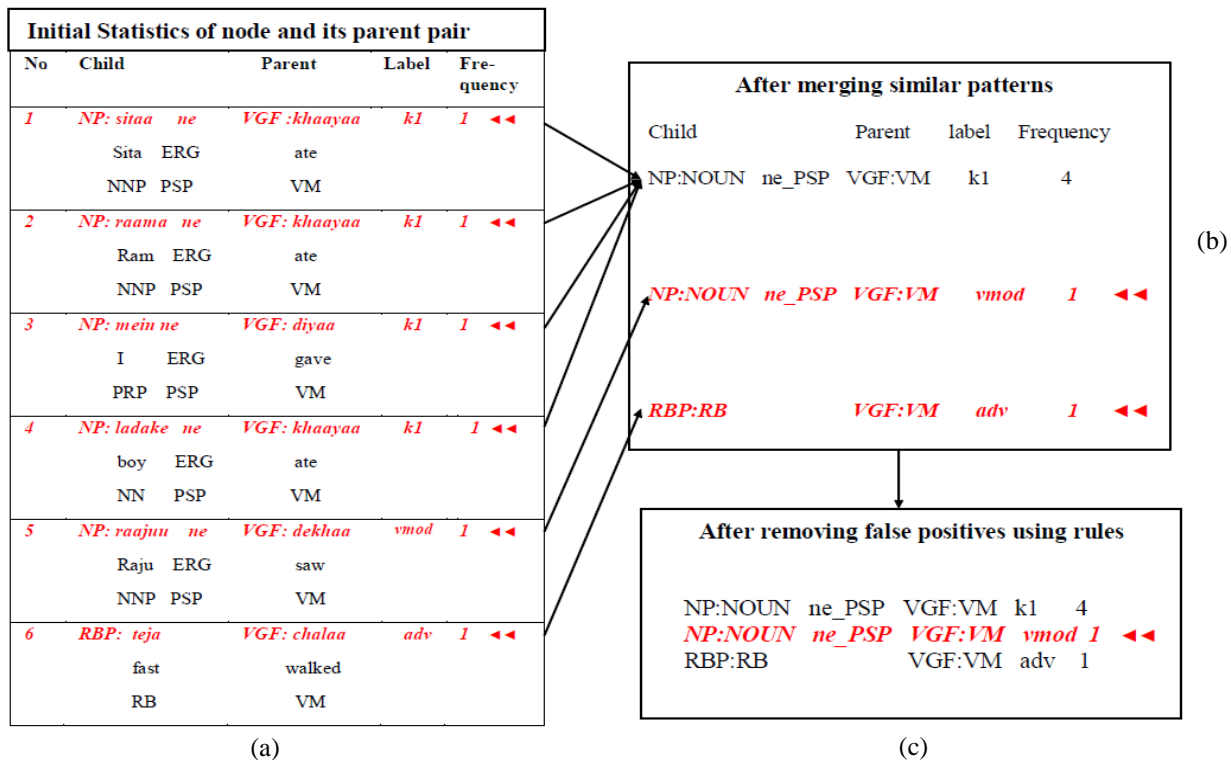 Initial Statistics of node and its parent pair
No Child Parent Label Fre-
quency
1 NP: sitaa ne VGF :khaayaa k1 1 ◄◄
Sita ERG ate
NNP PSP VM
2 NP: raama ne VGF: khaayaa k1 1 ◄◄
Ram ERG ate
NNP PSP VM
3 NP: mein ne VGF: diyaa k1 1 ◄◄
I ERG gave
PRP PSP VM
4 NP: ladake ne VGF: khaayaa k1 1 ◄◄
boy ERG ate
NN PSP VM
5 NP: raajuu ne VGF: dekhaa vmod 1 ◄◄
Raju ERG saw
NNP PSP VM
6 RBP: teja VGF: chalaa adv 1 ◄◄
fast walked
RB VM
(a)
After merging similar patterns
Child Parent label Frequency
NP:NOUN ne_PSP VGF:VM k1 4
NP:NOUN ne_PSP VGF:VM vmod 1 ◄◄
RBP:RB VGF:VM adv 1 ◄◄
(b)
After removing false positives using rules
NP:NOUN ne_PSP VGF:VM k1 4
NP:NOUN ne_PSP VGF:VM vmod 1 ◄◄
RBP:RB VGF:VM adv 1
(c)